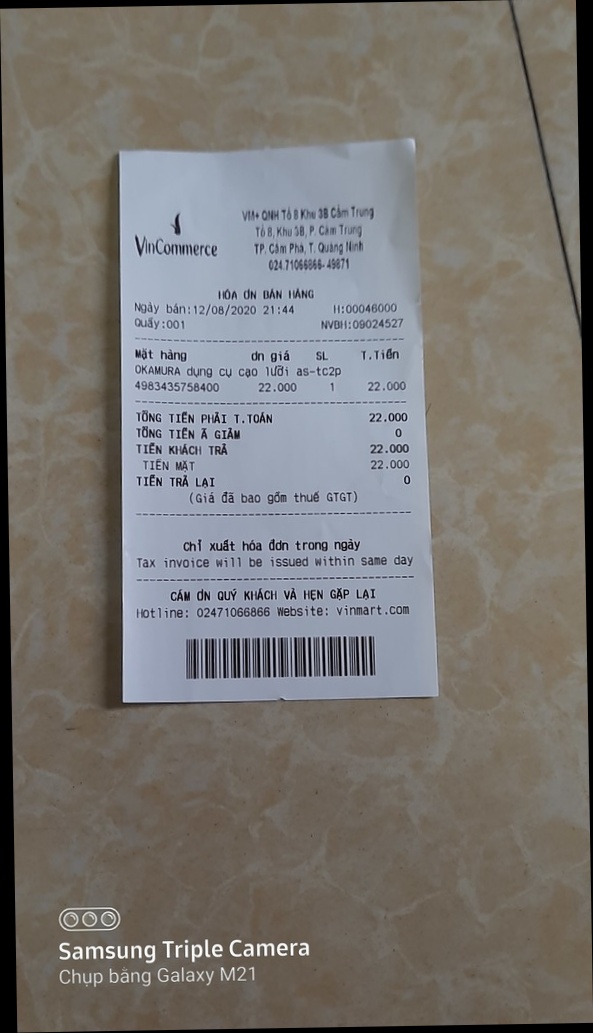 VinCommerce
VM+ QNH Tổ 8 Khu 3B Cẩm Trung
Tổ 8, Khu 3B, P. Cẩm Trung
TP. Cẩm Phả, T. Quảng Ninh
024.71066866- 49871
HÓA ĐN BÁN HÀNG
Ngày bán:12/08/2020 21:44 H:00046000
Quầy:001 NVBH:09024527
Mặt hàng đn giá SL T.Tiền
OKAMURA dụng cụ cạo lưỡi as-tc2p
4983435758400 22.000 1 22.000
TỔNG TIỀN PHẢI T.TOÁN 22.000
TỔNG TIỀN Ã GIẢM 0
TIỀN KHÁCH TRẢ 22.000
TIỀN MẶT 22.000
TIỀN TRẢ LẠI 0
(Giá đã bao gồm thuế GTGT)
Chỉ xuất hóa đơn trong ngày
Tax invoice will be issued within same day
CÁM ƠN QUÝ KHÁCH VÀ HẸN GẶP LẠI
Hotline: 02471066866 Website: vinmart.com
Samsung Triple Camera
Chụp bằng Galaxy M21